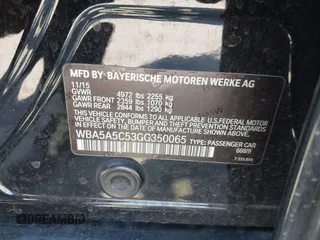 MFD BY: BAYERISCHE MOTOREN WERKE AG
11/15
GVWR 4972 lbs 2255 kg
GAWR FRONT 2359 lbs 1070 kg
GAWR REAR 2844 lbs 1290 kg
THIS VEHICLE CONFORMS TO ALL
APPLICABLE U.S. FEDERAL MOTOR VEHICLE
SAFETY, BUMPER AND THEFT PREVENTION
STANDARDS IN EFFECT ON THE DATE OF
MANUFACTURE SHOWN ABOVE.
WBA5A5C53GG350065 TYPE: PASSENGER CAR
AUTOBIDMASTER